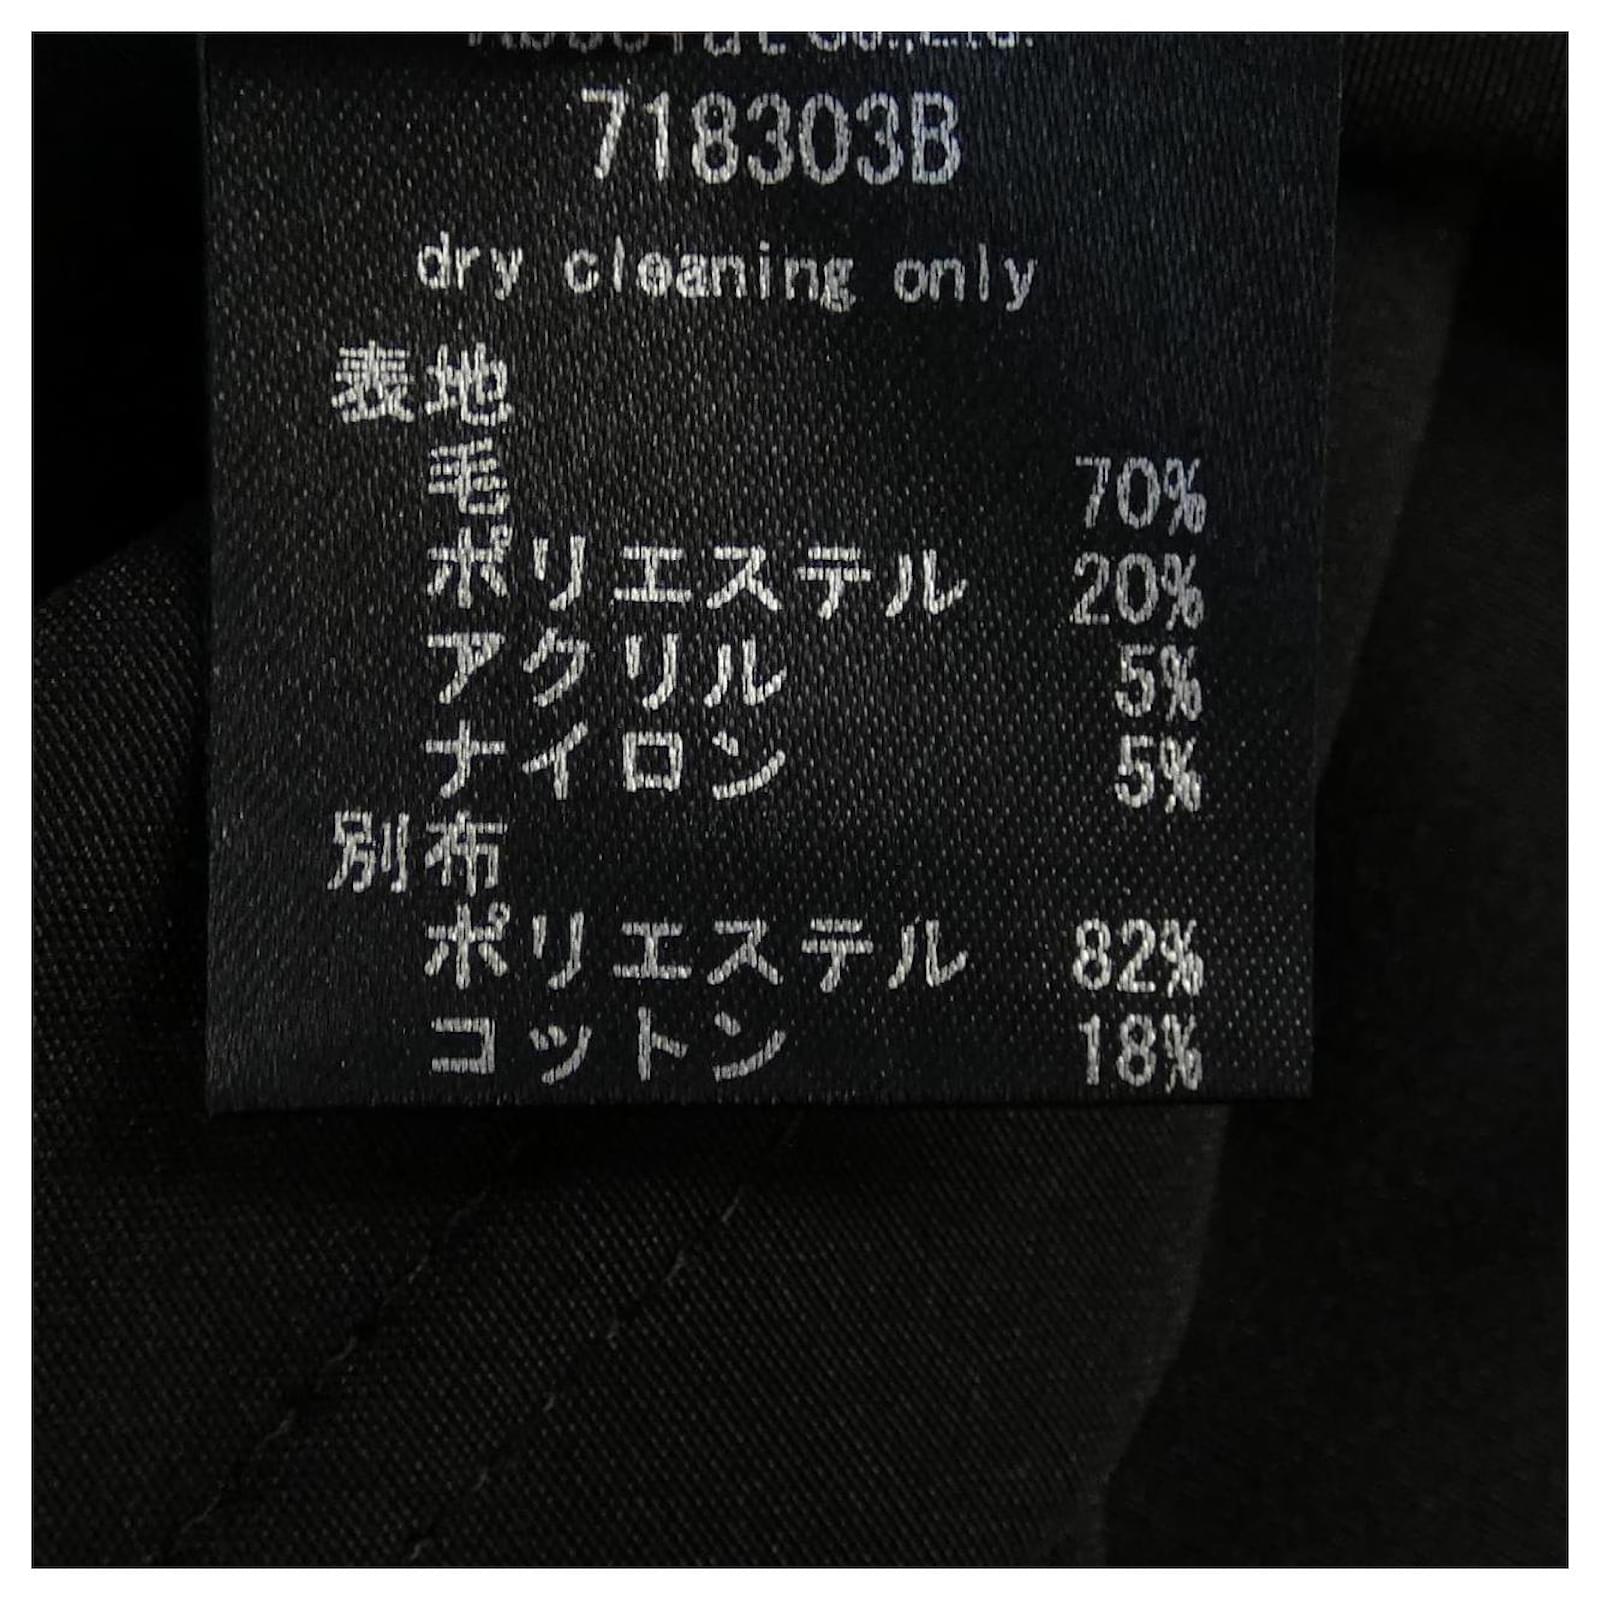 Co.,Ltd.
718303B
dry cleaning only
表地
毛 70%
ポリエステル 20%
アクリル 5%
ナイロン 5%
別布
ポリエステル 82%
コットン 18%